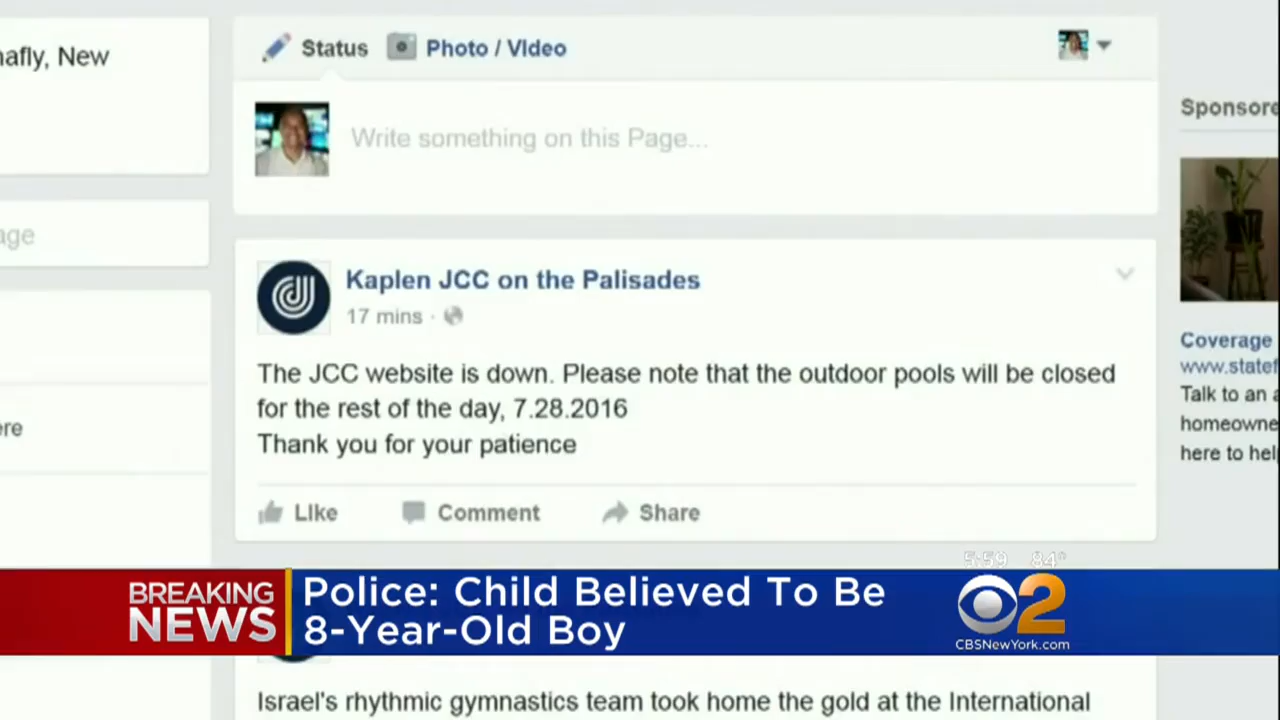 nafly, New
age
ere
Status Photo / Video
Write something on this Page...
Kaplen JCC on the Palisades
17 mins ·
The JCC website is down. Please note that the outdoor pools will be closed
for the rest of the day, 7.28.2016
Thank you for your patience
Like Comment Share
Sponsore
Coverage
www.statef
Talk to an a
homeowne
here to hel
5:59 84°
BREAKING
NEWS
Police: Child Believed To Be
8-Year-Old Boy
2
CBSNewYork.com
Israel's rhythmic gymnastics team took home the gold at the International